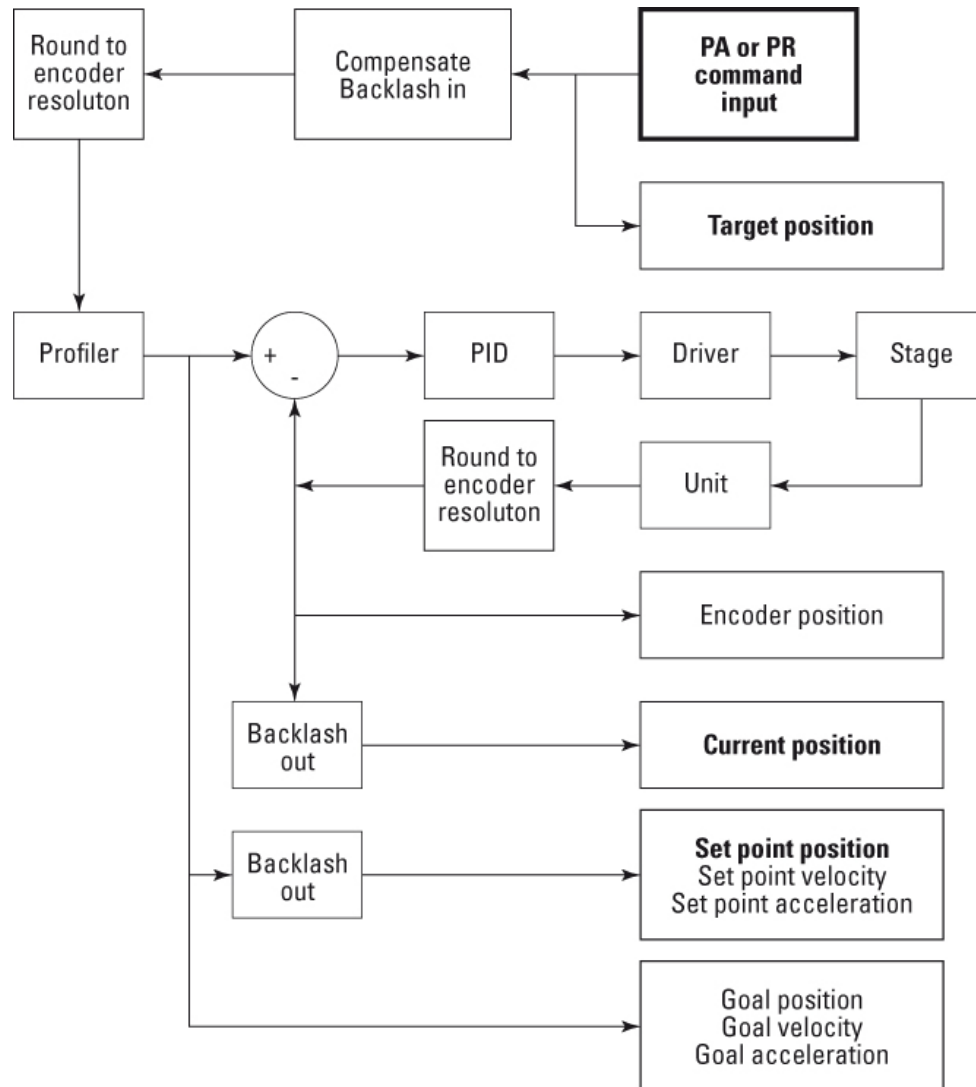 Round to
encoder
resoluton
Compensate
Backlash in
PA or PR
command
input
Target position
Profiler
+
-
PID
Driver
Stage
Round to
encoder
resoluton
Unit
Encoder position
Backlash
out
Current position
Backlash
out
Set point position
Set point velocity
Set point acceleration
Goal position
Goal velocity
Goal acceleration